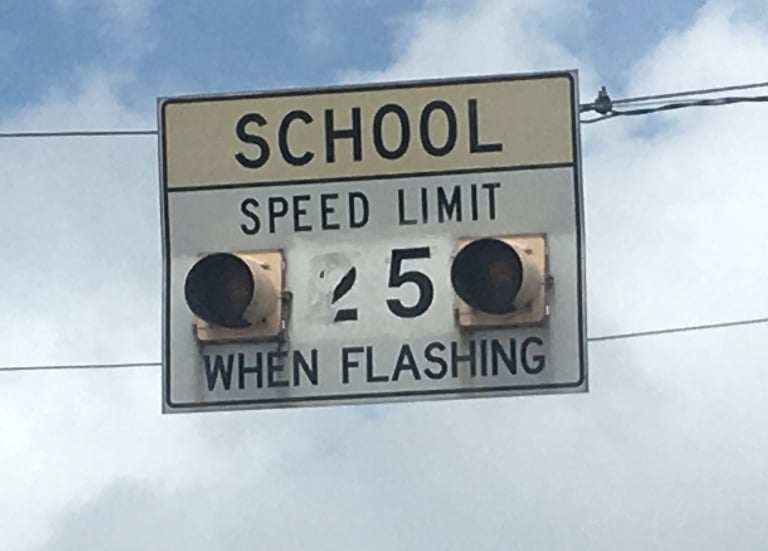 SCHOOL
SPEED LIMIT
25
WHEN FLASHING